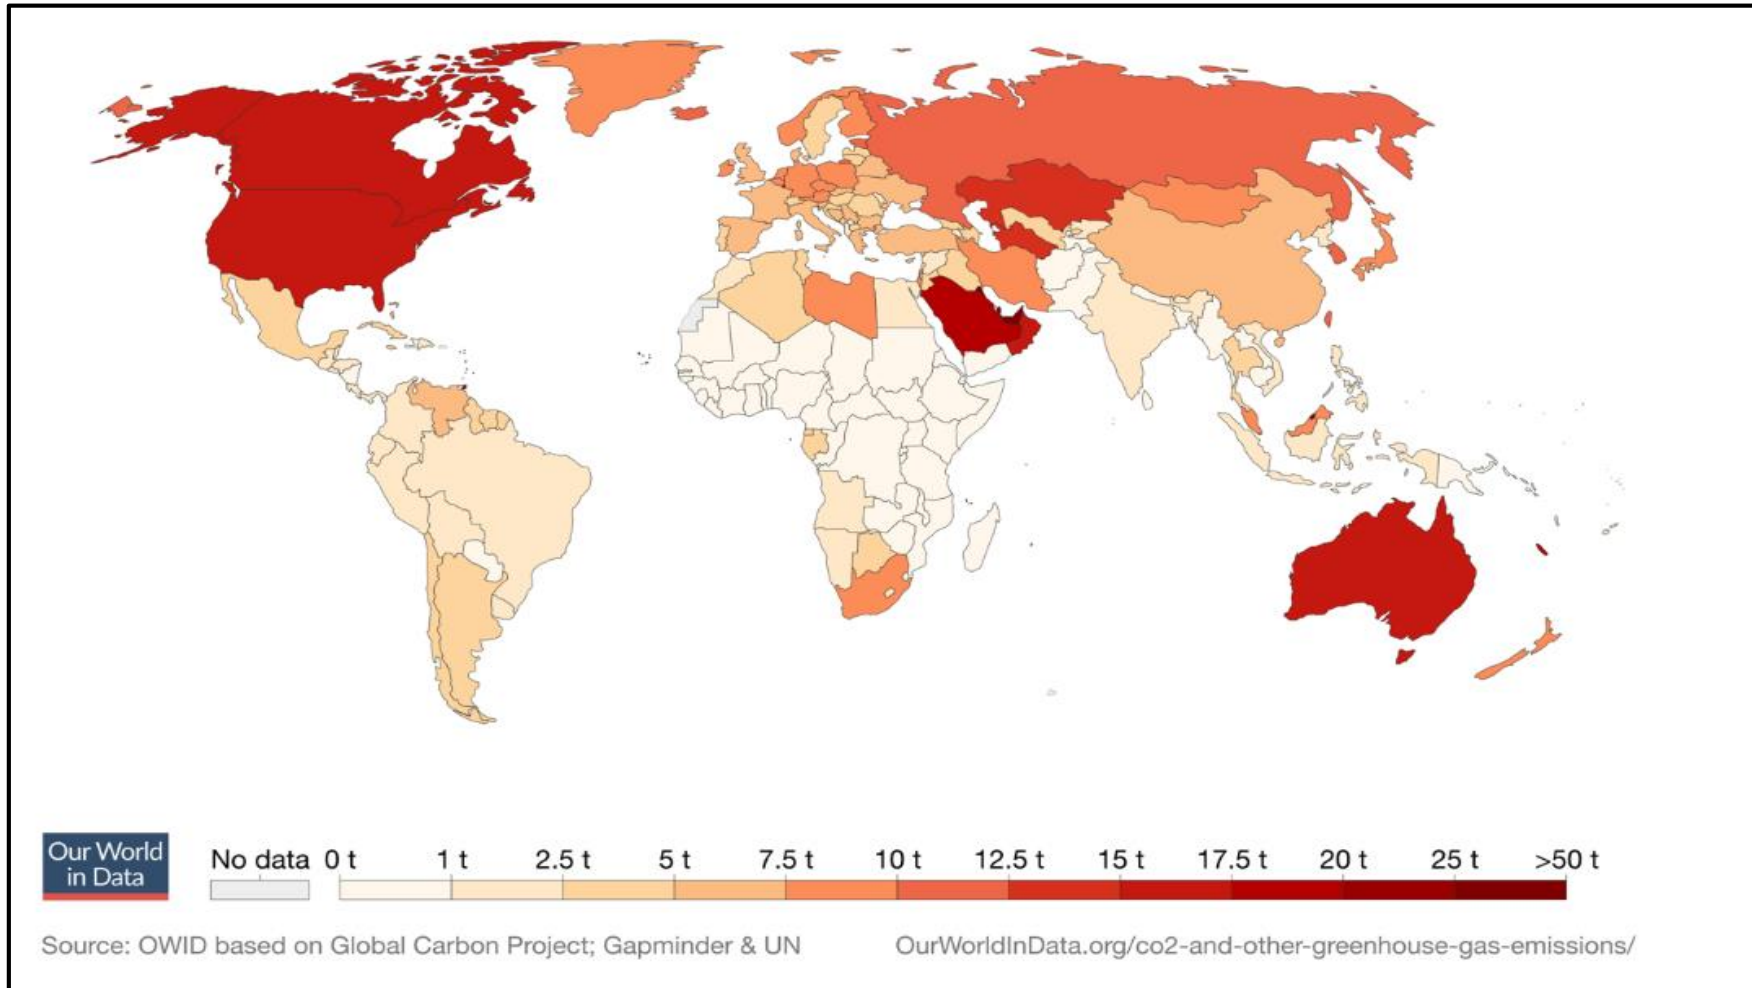 Our World
in Data
No data 0 t 1 t 2.5 t 5 t 7.5 t 10 t 12.5 t 15 t 17.5 t 20 t 25 t >50 t
Source: OWID based on Global Carbon Project; Gapminder & UN OurWorldInData.org/co2-and-other-greenhouse-gas-emissions/